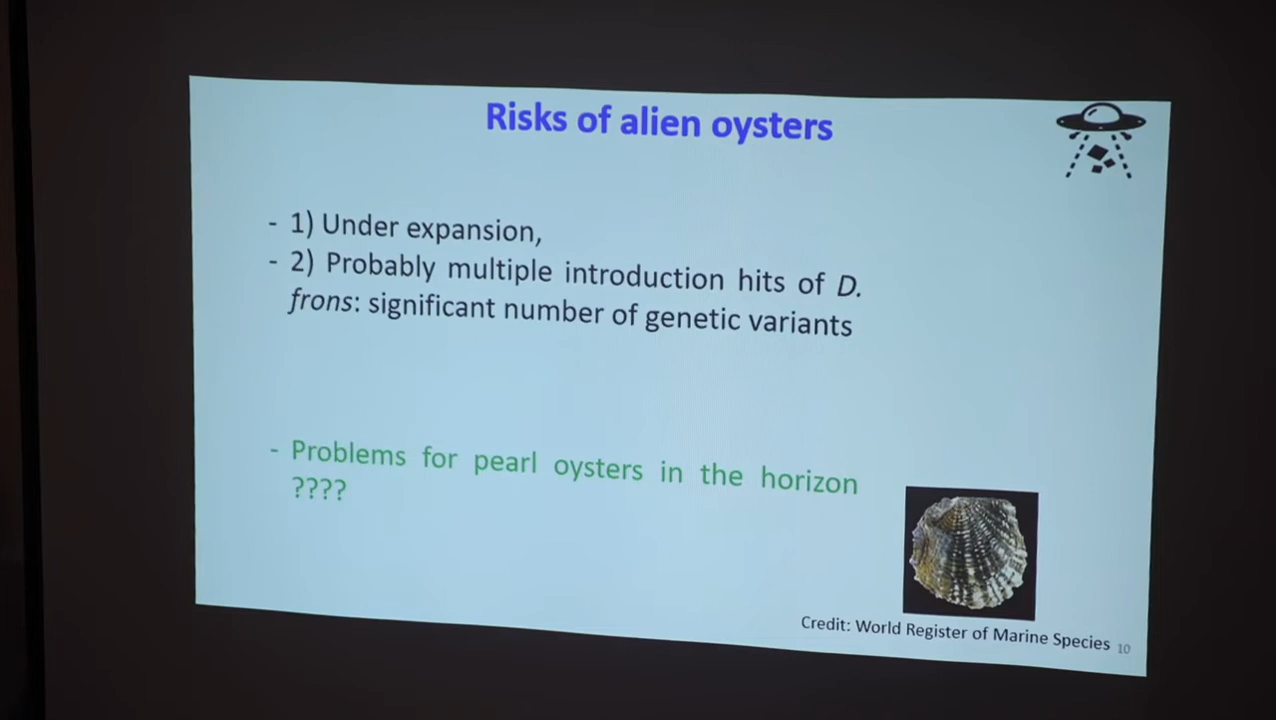 Risks of alien oysters
- 1) Under expansion,
- 2) Probably multiple introduction hits of D.
frons: significant number of genetic variants
- Problems for pearl oysters in the horizon
????
Credit: World Register of Marine Species 10